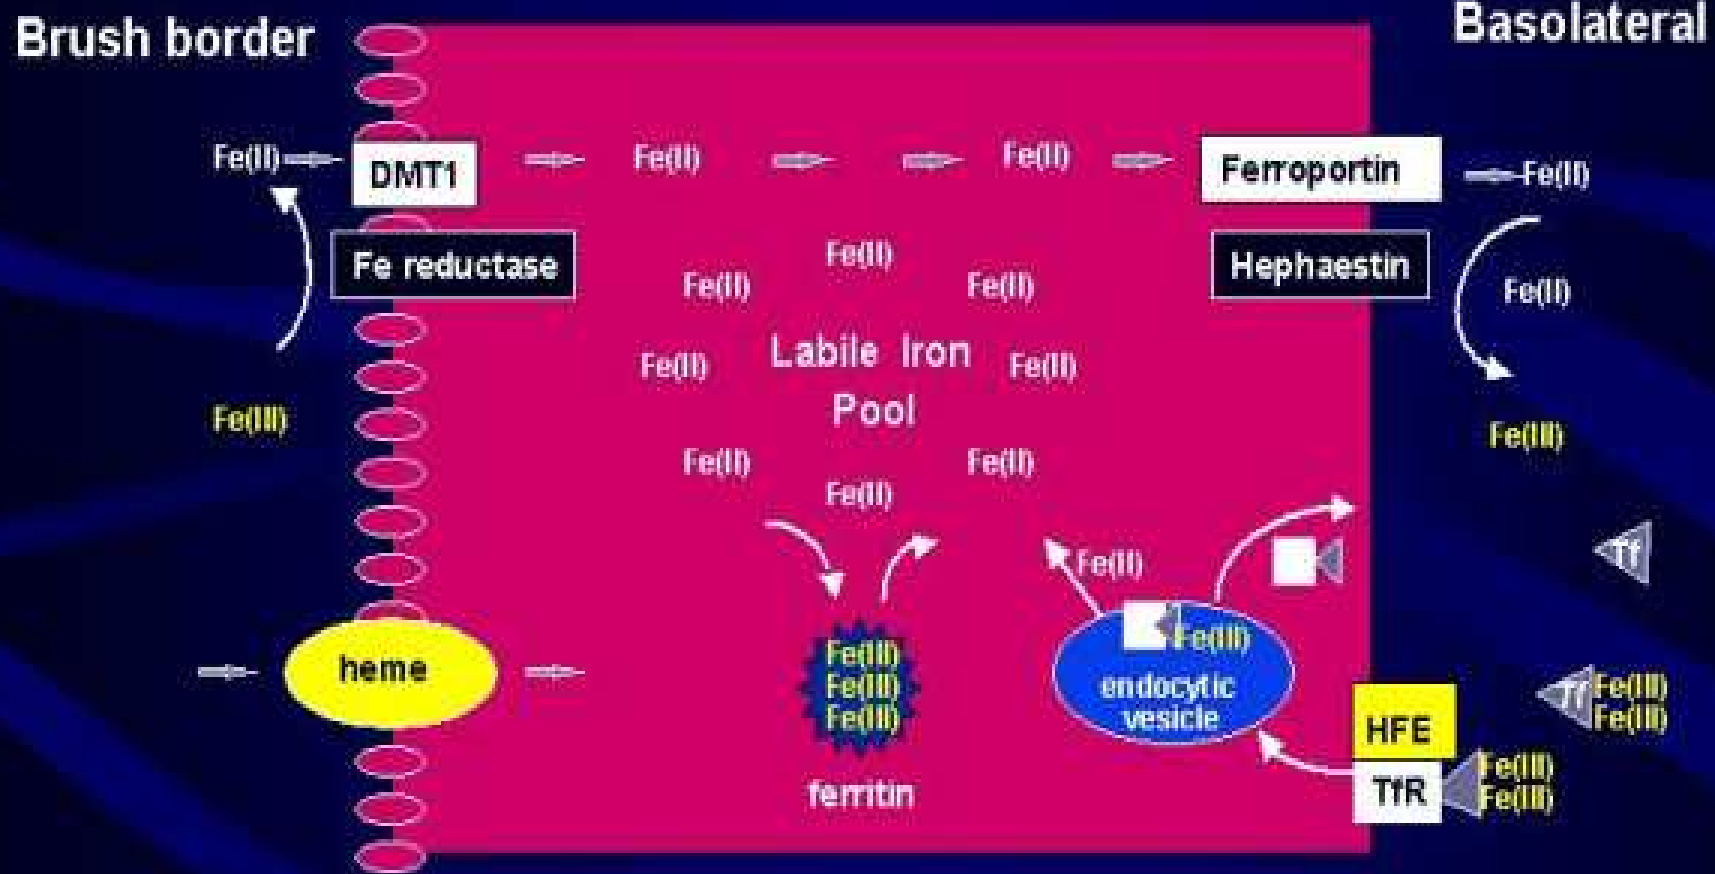 Brush border
Basolateral
Fe(II)
DMT1
Fe(II)
Fe(II)
Ferroportin
Fe(II)
Fe reductase
Fe(II)
Fe(II)
Fe(II)
Hephaestin
Fe(II)
Fe(II)
Labile Iron
Pool
Fe(II)
Fe(III)
Fe(III)
Fe(II)
Fe(II)
Fe(II)
Fe(II)
Tf
heme
Fe(III)
Fe(III)
Fe(III)
ferritin
Fe(III)
endocytic
vesicle
HFE
TfR
Tf
Fe(III)
Fe(III)
Fe(III)
Fe(III)